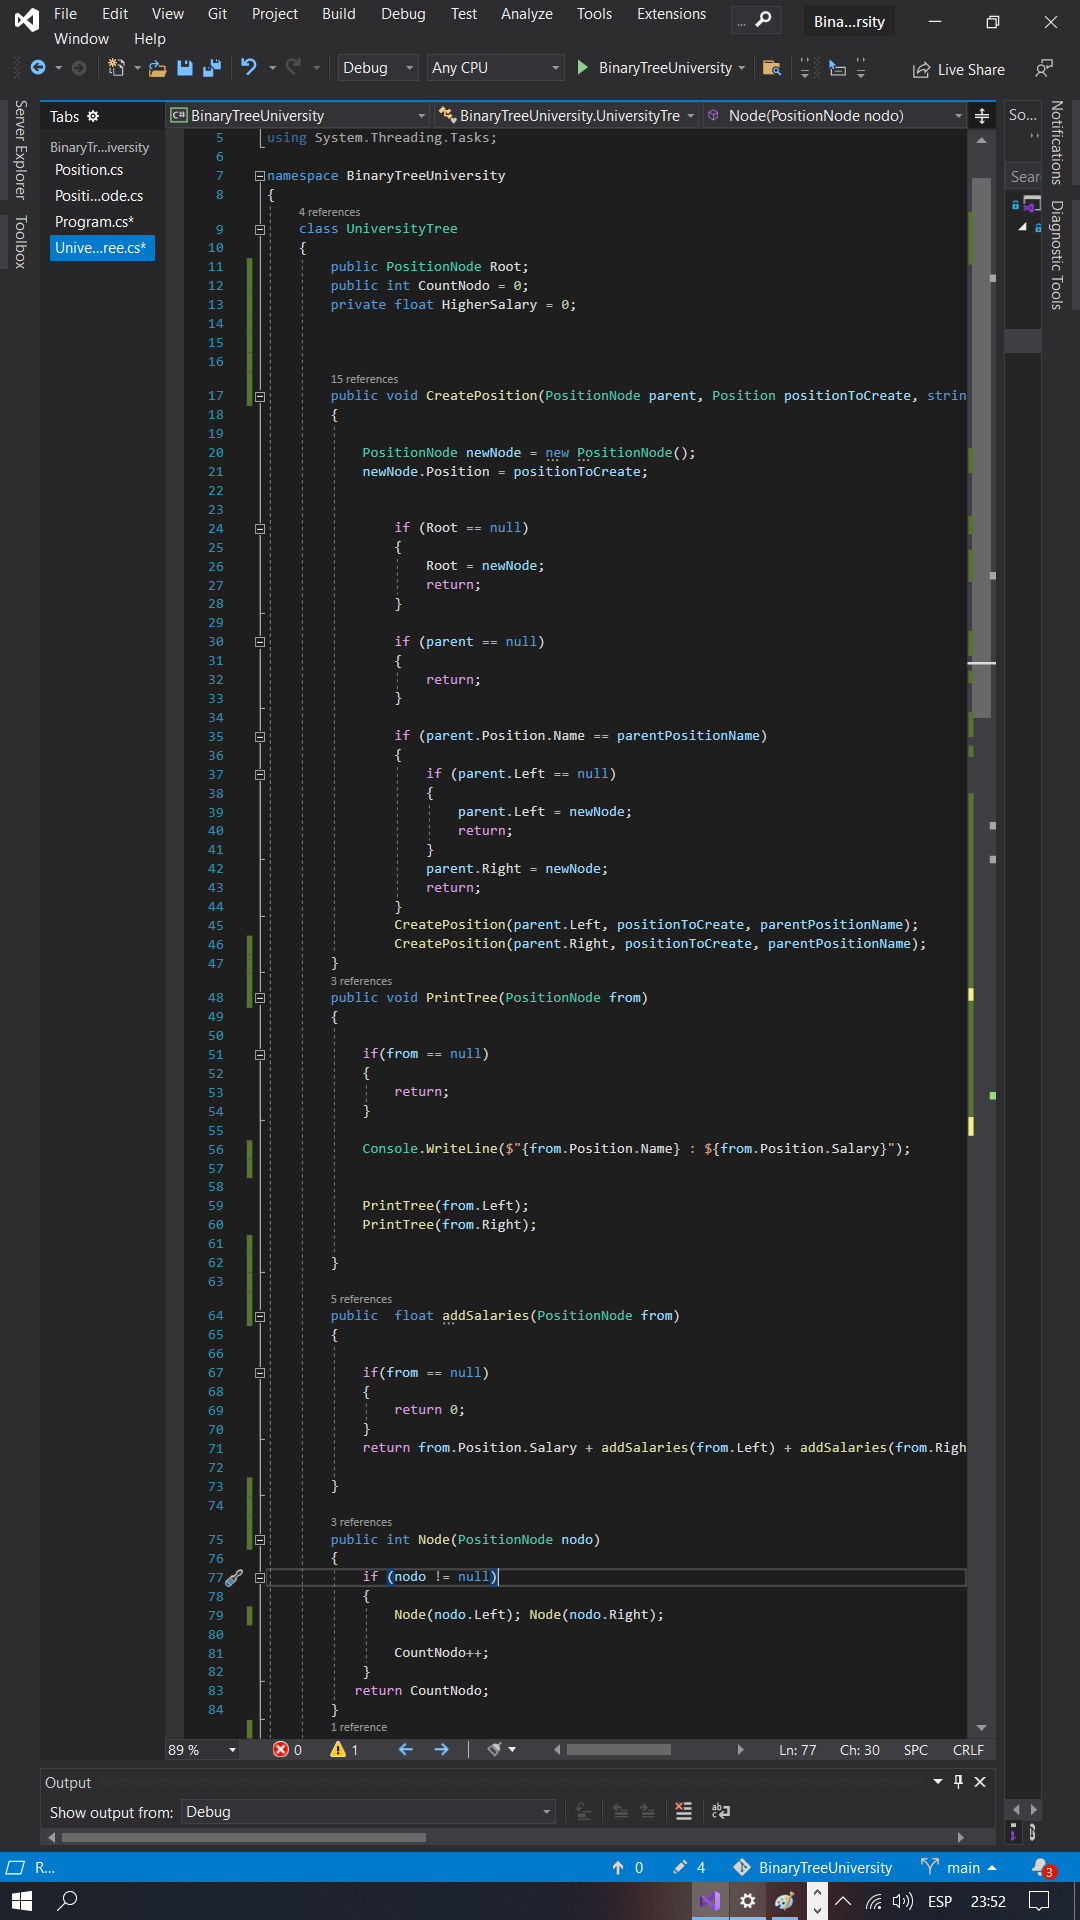 File Edit View Git Project Build Debug Test Analyze Tools Extensions ... Bina...rsity
Window Help
Debug Any CPU BinaryTreeUniversity Live Share
Server Explorer
Toolbox
Tabs
BinaryTr...iversity
Position.cs
Positi...ode.cs
Program.cs*
Unive...ree.cs*
C# BinaryTreeUniversity BinaryTreeUniversity.UniversityTre Node(PositionNode nodo)
5 using System.Threading.Tasks;
6
7 namespace BinaryTreeUniversity
8 {
4 references
9 class UniversityTree
10 {
11 public PositionNode Root;
12 public int CountNodo = 0;
13 private float HigherSalary = 0;
14
15
16
15 references
17 public void CreatePosition(PositionNode parent, Position positionToCreate, strin
18 {
19
20 PositionNode newNode = new PositionNode();
21 newNode.Position = positionToCreate;
22
23
24 if (Root == null)
25 {
26 Root = newNode;
27 return;
28 }
29
30 if (parent == null)
31 {
32 return;
33 }
34
35 if (parent.Position.Name == parentPositionName)
36 {
37 if (parent.Left == null)
38 {
39 parent.Left = newNode;
40 return;
41 }
42 parent.Right = newNode;
43 return;
44 }
45 CreatePosition(parent.Left, positionToCreate, parentPositionName);
46 CreatePosition(parent.Right, positionToCreate, parentPositionName);
47 }
3 references
48 public void PrintTree(PositionNode from)
49 {
50
51 if(from == null)
52 {
53 return;
54 }
55
56 Console.WriteLine($"{from.Position.Name} : ${from.Position.Salary}");
57
58
59 PrintTree(from.Left);
60 PrintTree(from.Right);
61
62 }
63
5 references
64 public float addSalaries(PositionNode from)
65 {
66
67 if(from == null)
68 {
69 return 0;
70 }
71 return from.Position.Salary + addSalaries(from.Left) + addSalaries(from.Righ
72
73 }
74
3 references
75 public int Node(PositionNode nodo)
76 {
77 if (nodo != null)
78 {
79 Node(nodo.Left); Node(nodo.Right);
80
81 CountNodo++;
82 }
83 return CountNodo;
84 }
1 reference
So...
Sear
Notifications
Diagnostic Tools
89 % 0 1 Ln: 77 Ch: 30 SPC CRLF
Output
Show output from: Debug
R... 0 4 BinaryTreeUniversity main 3
ESP 23:52